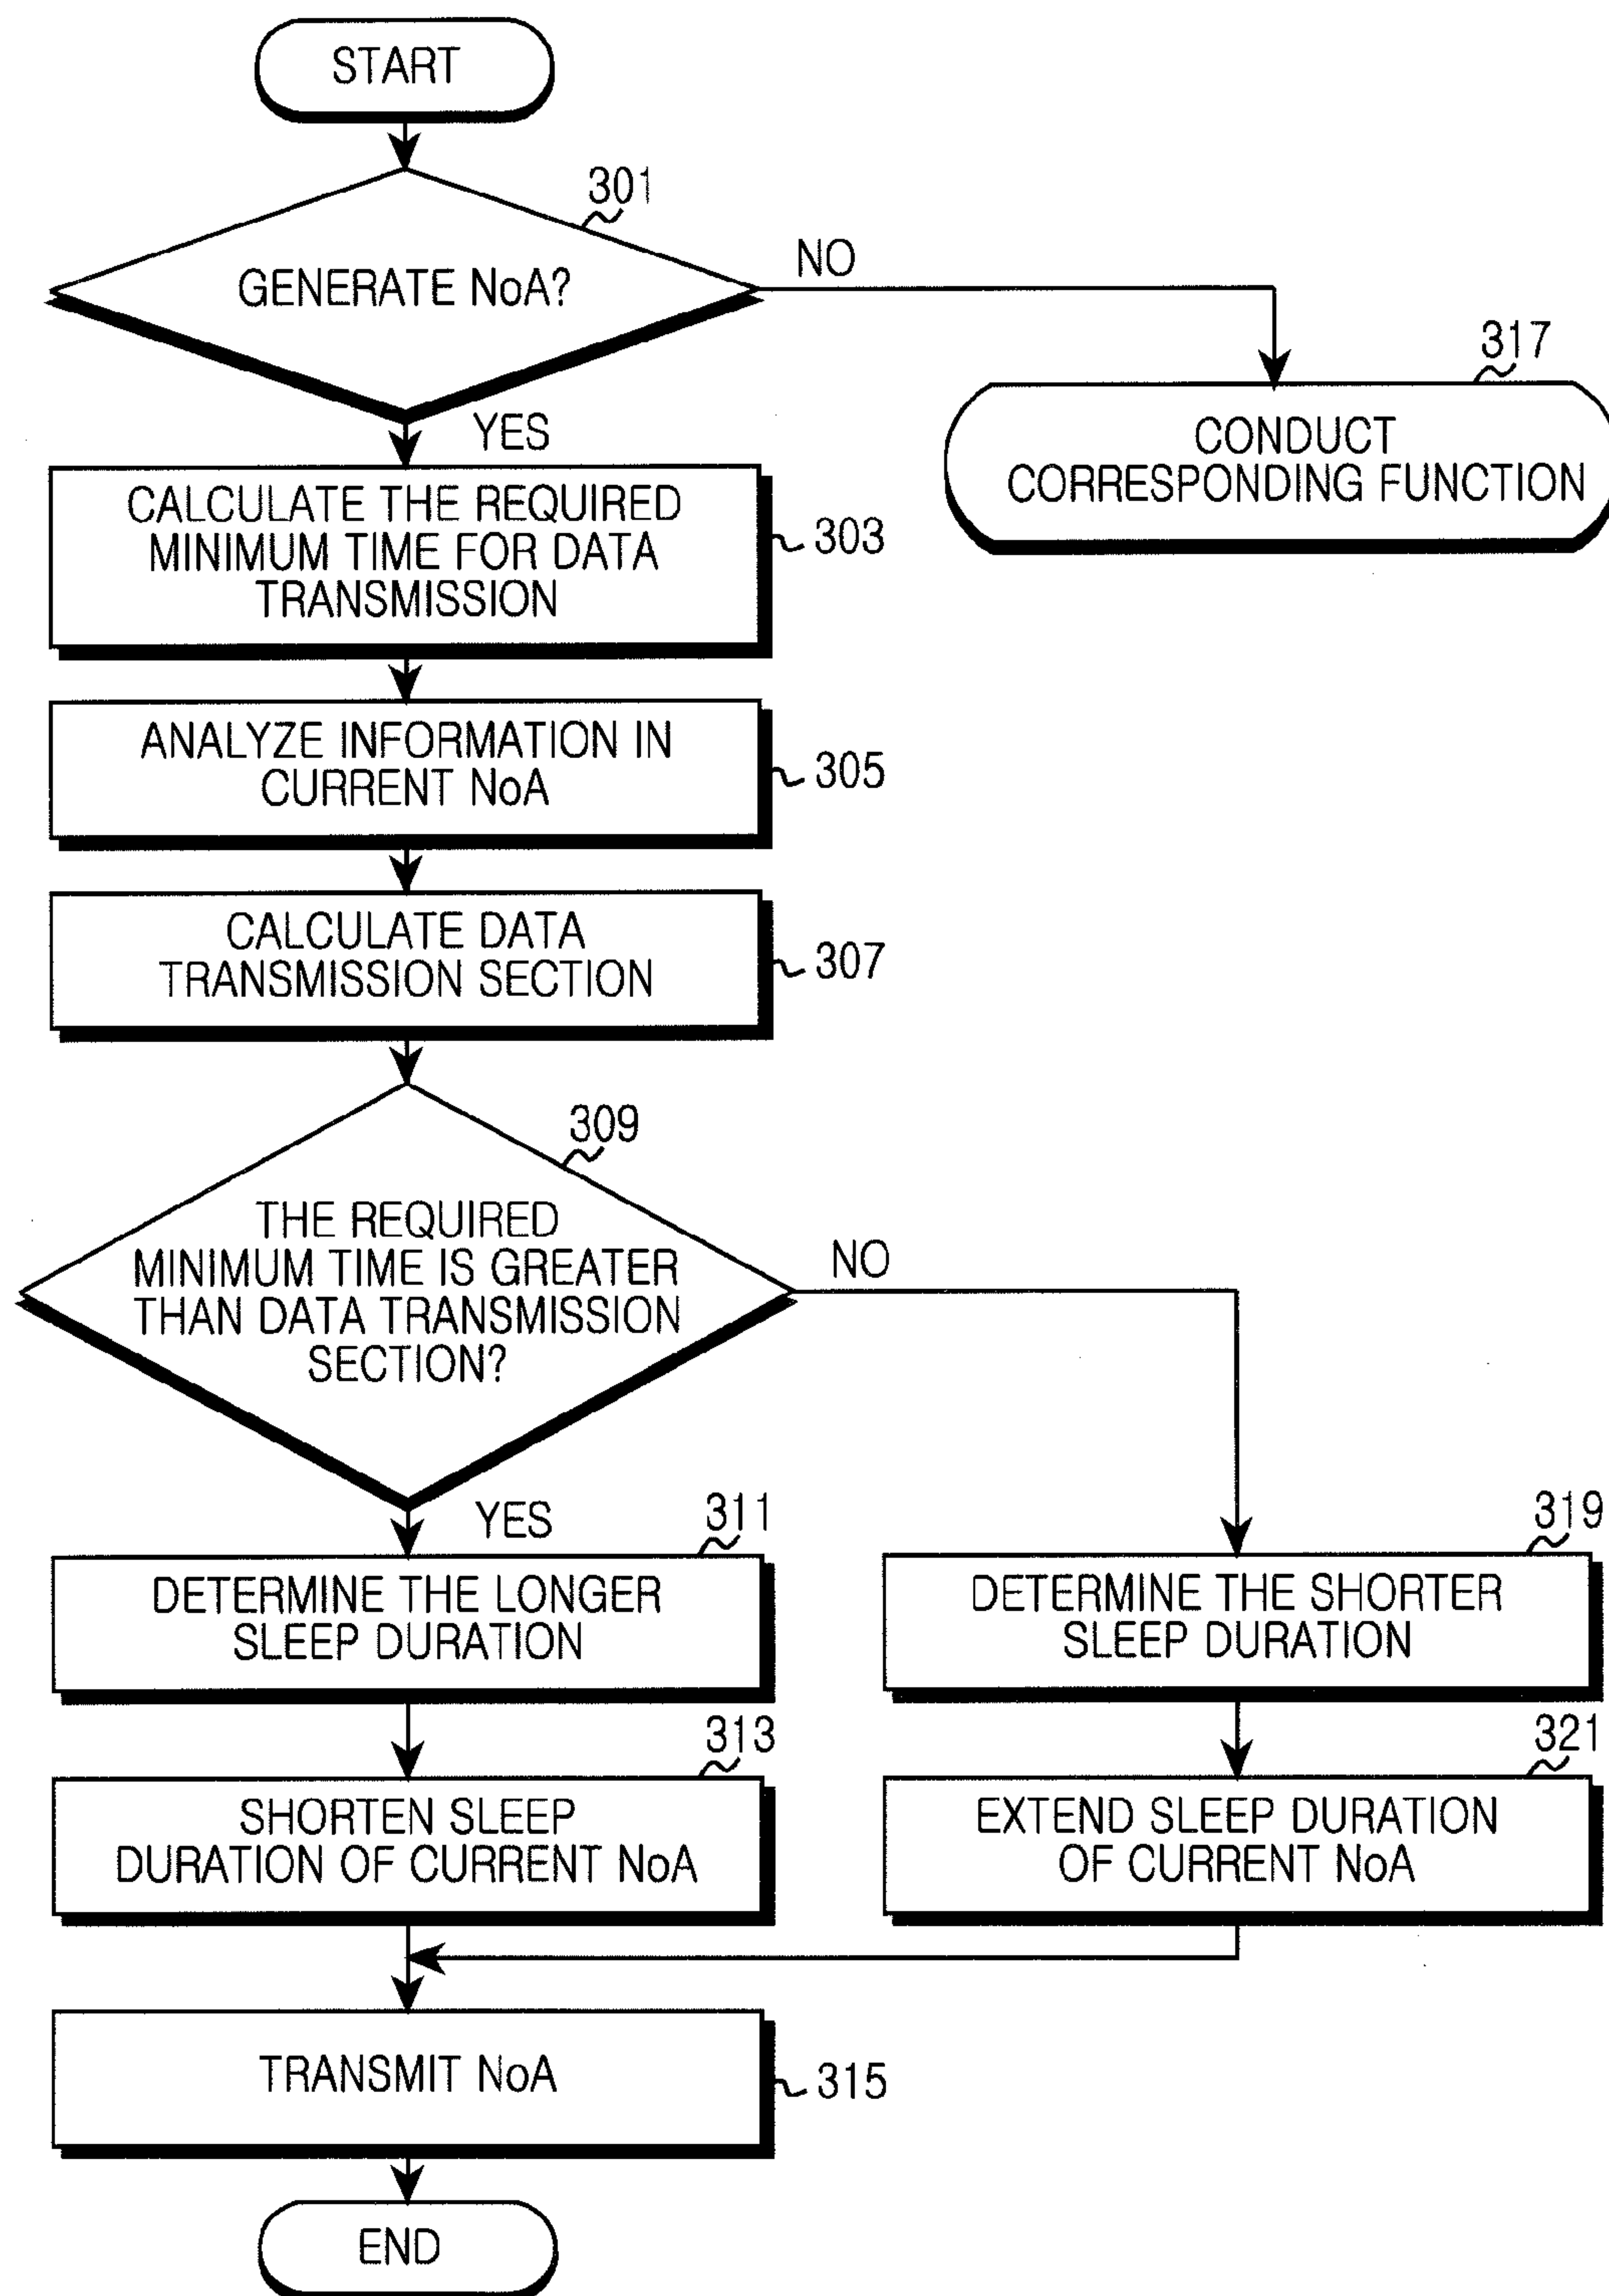 START
301
GENERATE NoA?
NO
317
CONDUCT
CORRESPONDING FUNCTION
YES
CALCULATE THE REQUIRED
MINIMUM TIME FOR DATA
TRANSMISSION
303
ANALYZE INFORMATION IN
CURRENT NoA
305
CALCULATE DATA
TRANSMISSION SECTION
307
309
THE REQUIRED
MINIMUM TIME IS GREATER
THAN DATA TRANSMISSION
SECTION?
NO
YES
311
DETERMINE THE LONGER
SLEEP DURATION
319
DETERMINE THE SHORTER
SLEEP DURATION
313
SHORTEN SLEEP
DURATION OF CURRENT NoA
321
EXTEND SLEEP DURATION
OF CURRENT NoA
TRANSMIT NoA
315
END